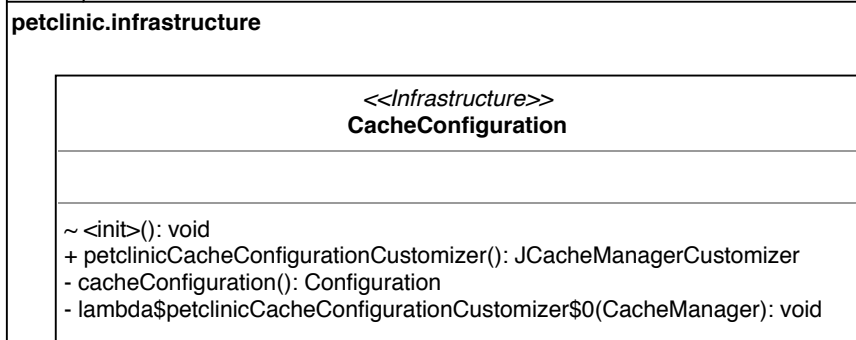 petclinic.infrastructure
<<Infrastructure>>
CacheConfiguration
~ <init>(): void
+ petclinicCacheConfigurationCustomizer(): JCacheManagerCustomizer
- cacheConfiguration(): Configuration
- lambda$petclinicCacheConfigurationCustomizer$0(CacheManager): void